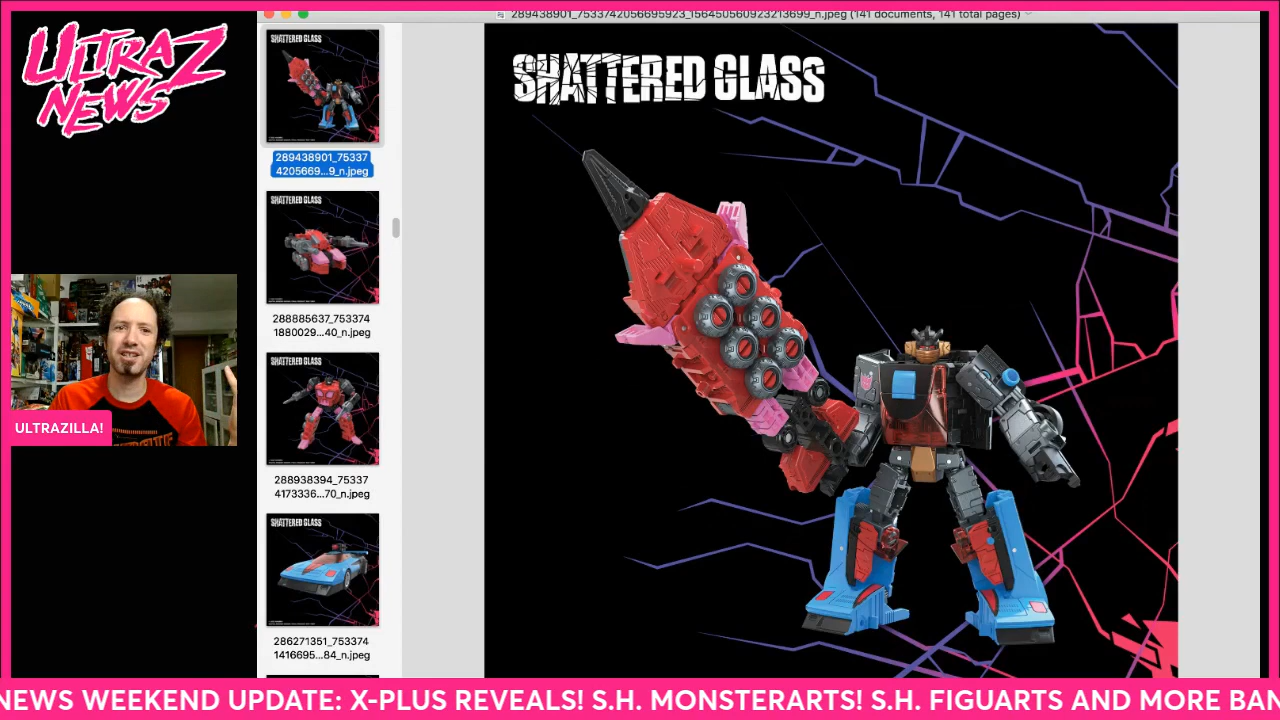 ULTRAZ
NEWS
289438901_7533742056695923_1564505609232113699_n.jpeg (141 documents, 141 total pages)
SHATTERED GLASS
SHATTERED GLASS
289438901_75337
4205669...9_n.jpeg
SHATTERED GLASS
288885637_753374
1880029...40_n.jpeg
SHATTERED GLASS
288938394_75337
4173336...70_n.jpeg
SHATTERED GLASS
286271351_753374
1416695...84_n.jpeg
ULTRAZILLA!
NEWS WEEKEND UPDATE: X-PLUS REVEALS! S.H. MONSTERARTS! S.H. FIGUARTS AND MORE BAN